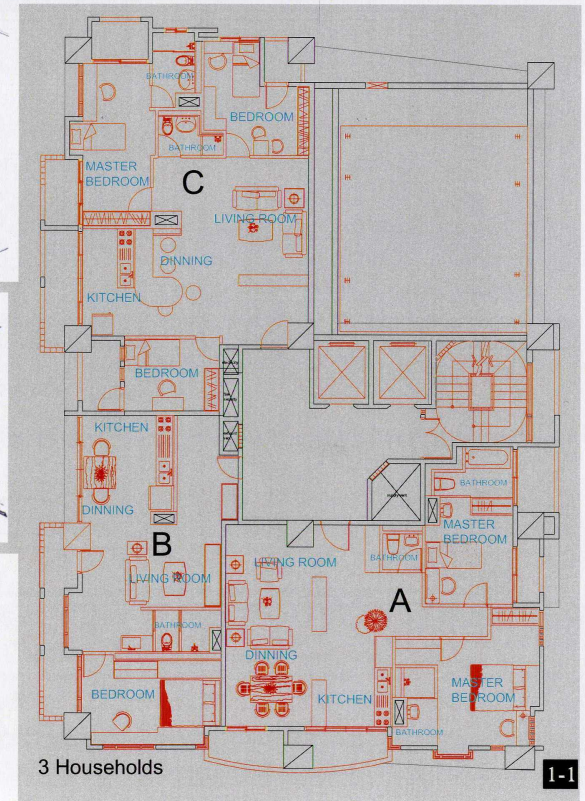 BATHROOM
BEDROOM
BATHROOM
MASTER
BEDROOM
C
LIVING ROOM
DINNING
KITCHEN
BEDROOM
KITCHEN
DINNING
B
LIVING ROOM
BATHROOM
BEDROOM
BATHROOM
MASTER
BEDROOM
BATHROOM
LIVING ROOM
A
DINNING
KITCHEN
MASTER
BEDROOM
BATHROOM
3 Households
1-1